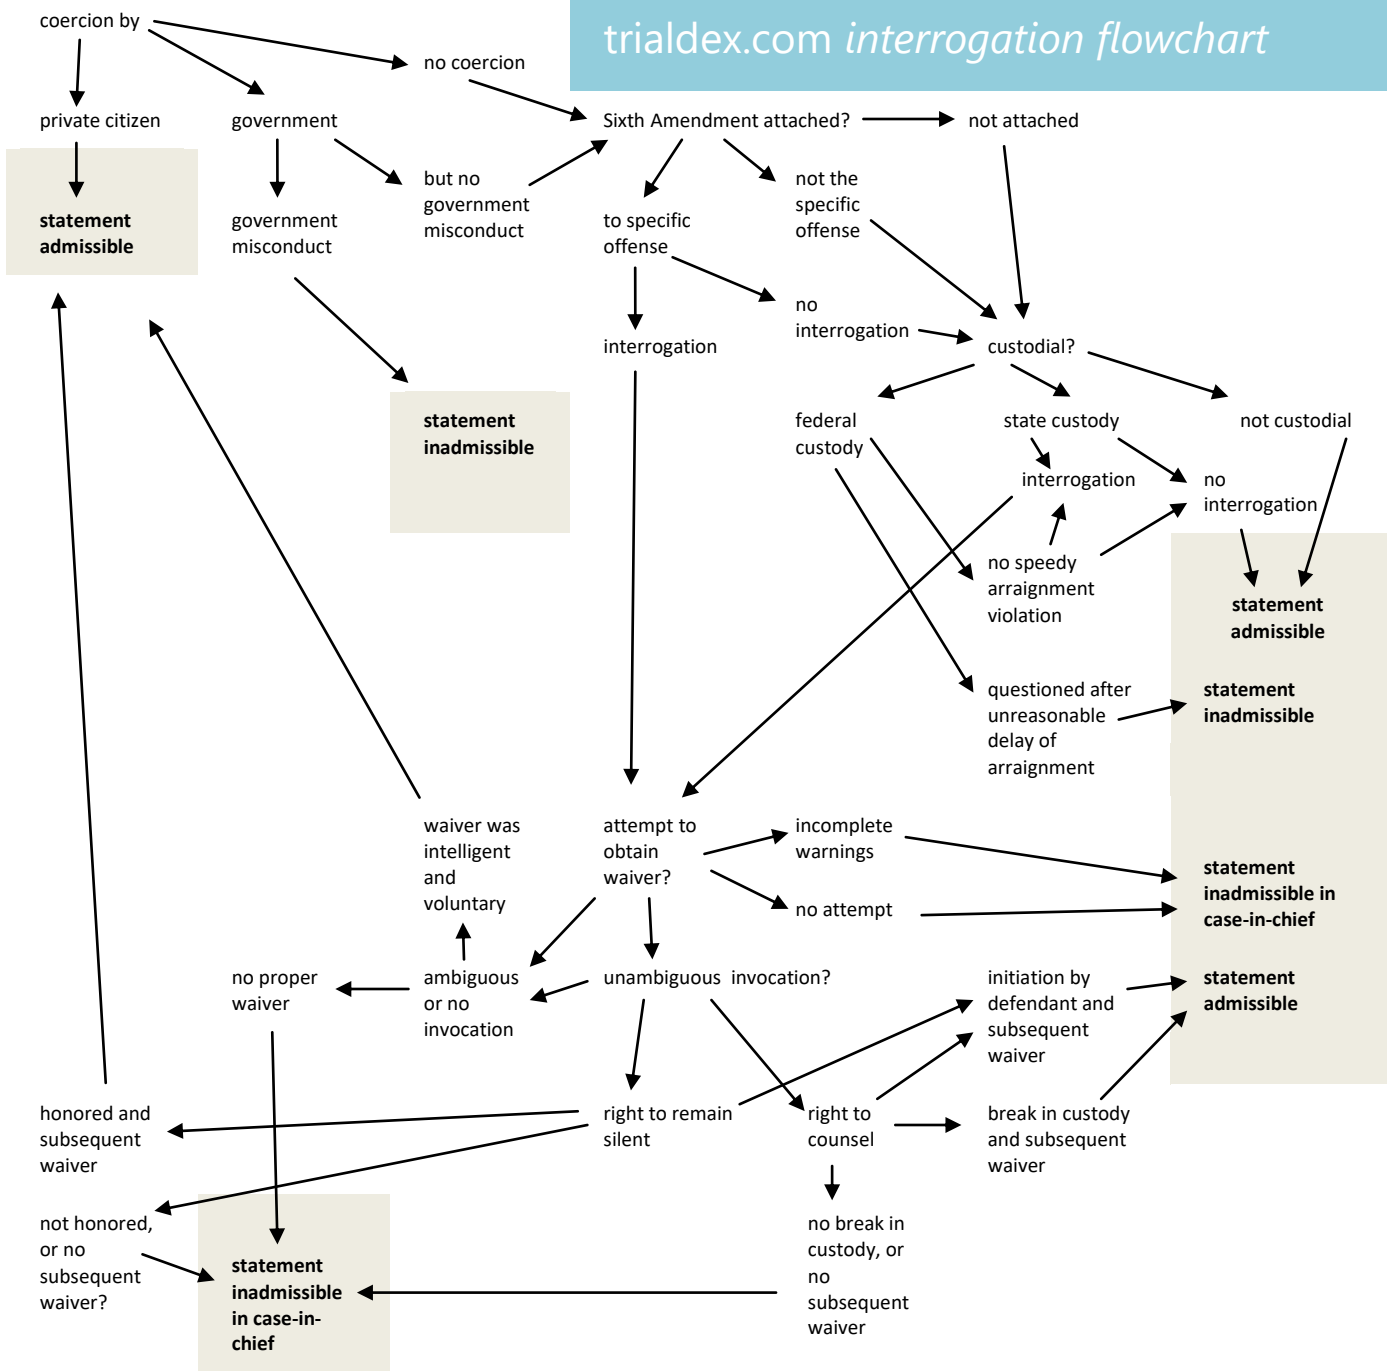 trialdex.com interrogation flowchart
coercion by
no coercion
private citizen
government
Sixth Amendment attached?
not attached
but no
government
misconduct
not the
specific
offense
statement
admissible
government
misconduct
to specific
offense
no
interrogation
interrogation
custodial?
statement
inadmissible
federal
custody
state custody
not custodial
interrogation
no
interrogation
no speedy
arraignment
violation
statement
admissible
questioned after
unreasonable
delay of
arraignment
statement
inadmissible
waiver was
intelligent
and
voluntary
attempt to
obtain
waiver?
incomplete
warnings
no attempt
statement
inadmissible in
case-in-chief
no proper
waiver
ambiguous
or no
invocation
unambiguous invocation?
initiation by
defendant and
subsequent
waiver
statement
admissible
honored and
subsequent
waiver
right to remain
silent
right to
counsel
break in custody
and subsequent
waiver
not honored,
or no
subsequent
waiver?
statement
inadmissible
in case-in-
chief
no break in
custody, or
no
subsequent
waiver